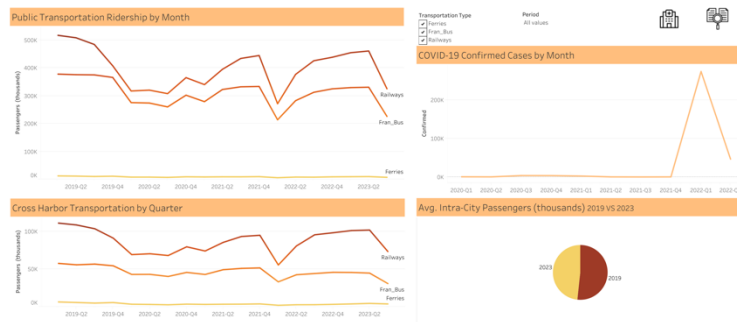 Public Transportation Ridership by Month
Passengers (thousands)
500K
400K
300K
200K
100K
0K
Railways
Fran_Bus
Ferries
2019-Q2
2019-Q4
2020-Q2
2020-Q4
2021-Q2
2021-Q4
2022-Q2
2022-Q4
2023-Q2
Transportation Type
Ferries
Fran_Bus
Railways
Period
All values
COVID-19 Confirmed Cases by Month
Confirmed
200K
100K
0K
2020-Q1
2020-Q2
2020-Q3
2020-Q4
2021-Q1
2021-Q2
2021-Q3
2021-Q4
2022-Q1
2022-Q
Cross Harbor Transportation by Quarter
Passengers (thousands)
100K
50K
0K
Railways
Fran_Bus
Ferries
2019-Q2
2019-Q4
2020-Q2
2020-Q4
2021-Q2
2021-Q4
2022-Q2
2022-Q4
2023-Q2
Avg. Intra-City Passengers (thousands) 2019 VS 2023
2023
2019